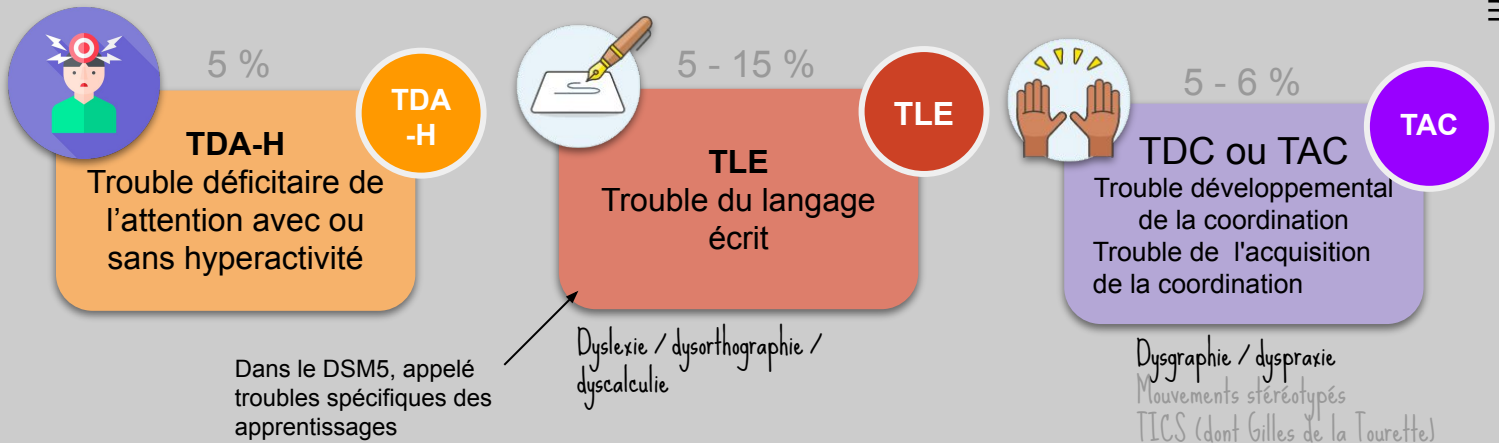 5 %
TDA
-H
TDA-H
Trouble déficitaire de
l'attention avec ou
sans hyperactivité
5 - 15 %
TLE
TLE
Trouble du langage
écrit
Dans le DSM5, appelé
troubles spécifiques des
apprentissages
Dyslexie / dysorthographie /
dyscalculie
5 - 6 %
TAC
TDC ou TAC
Trouble développemental
de la coordination
Trouble de l'acquisition
de la coordination
Dysgraphie / dyspraxie
Mouvements stéréotypés
TICS (dont Gilles de la Tourette)